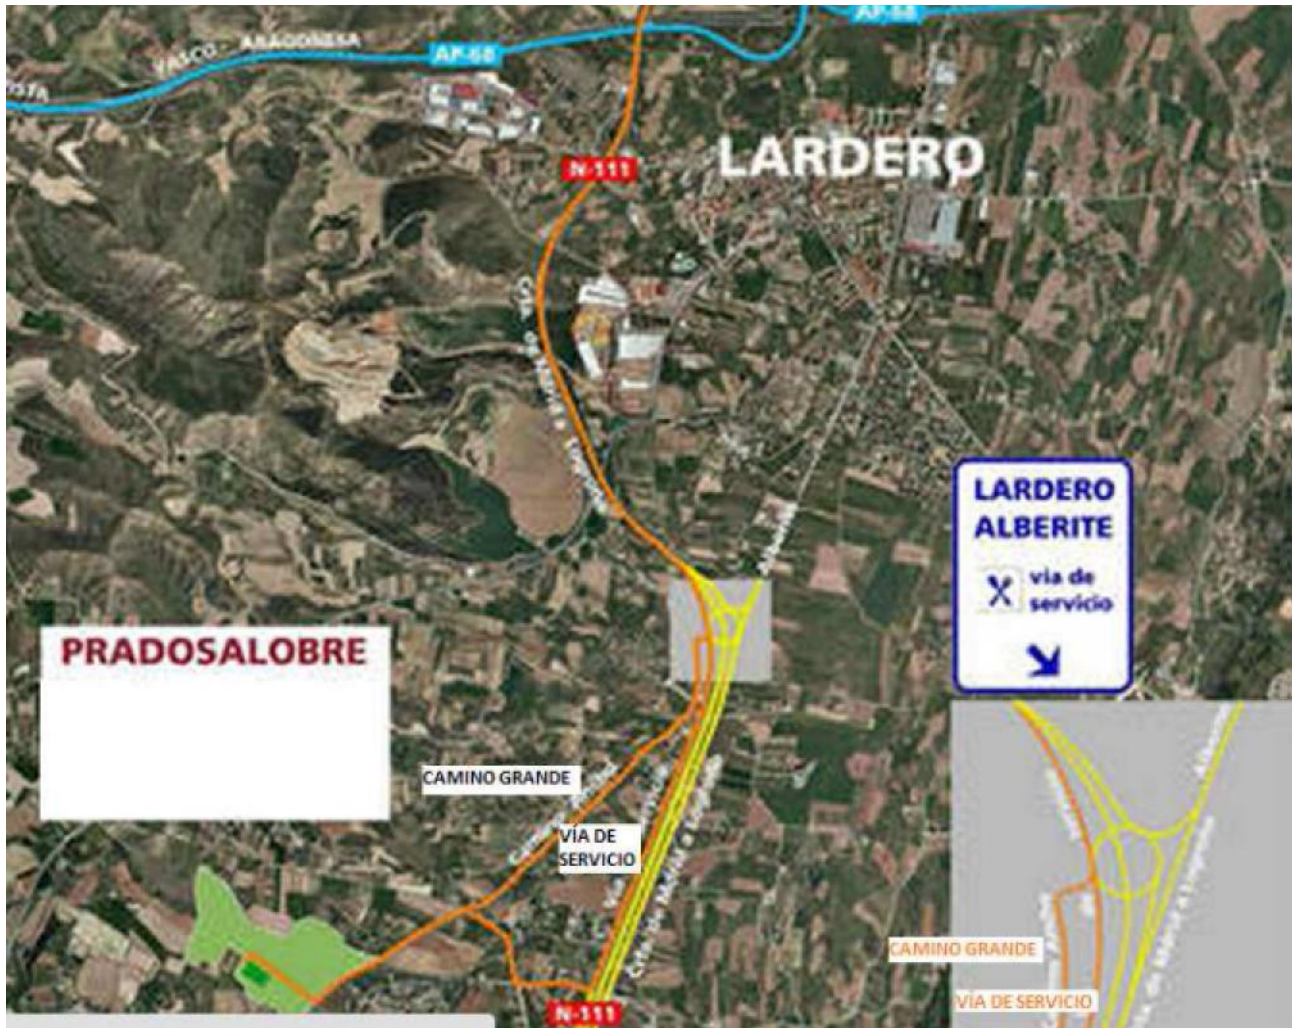 AP-68
VASCO - ARAGONESA
AP-68
LARDERO
N-111
LARDERO
ALBERITE
vía de
servicio
PRADOSALOBRE
CAMINO GRANDE
VÍA DE
SERVICIO
CAMINO GRANDE
VÍA DE SERVICIO
N-111